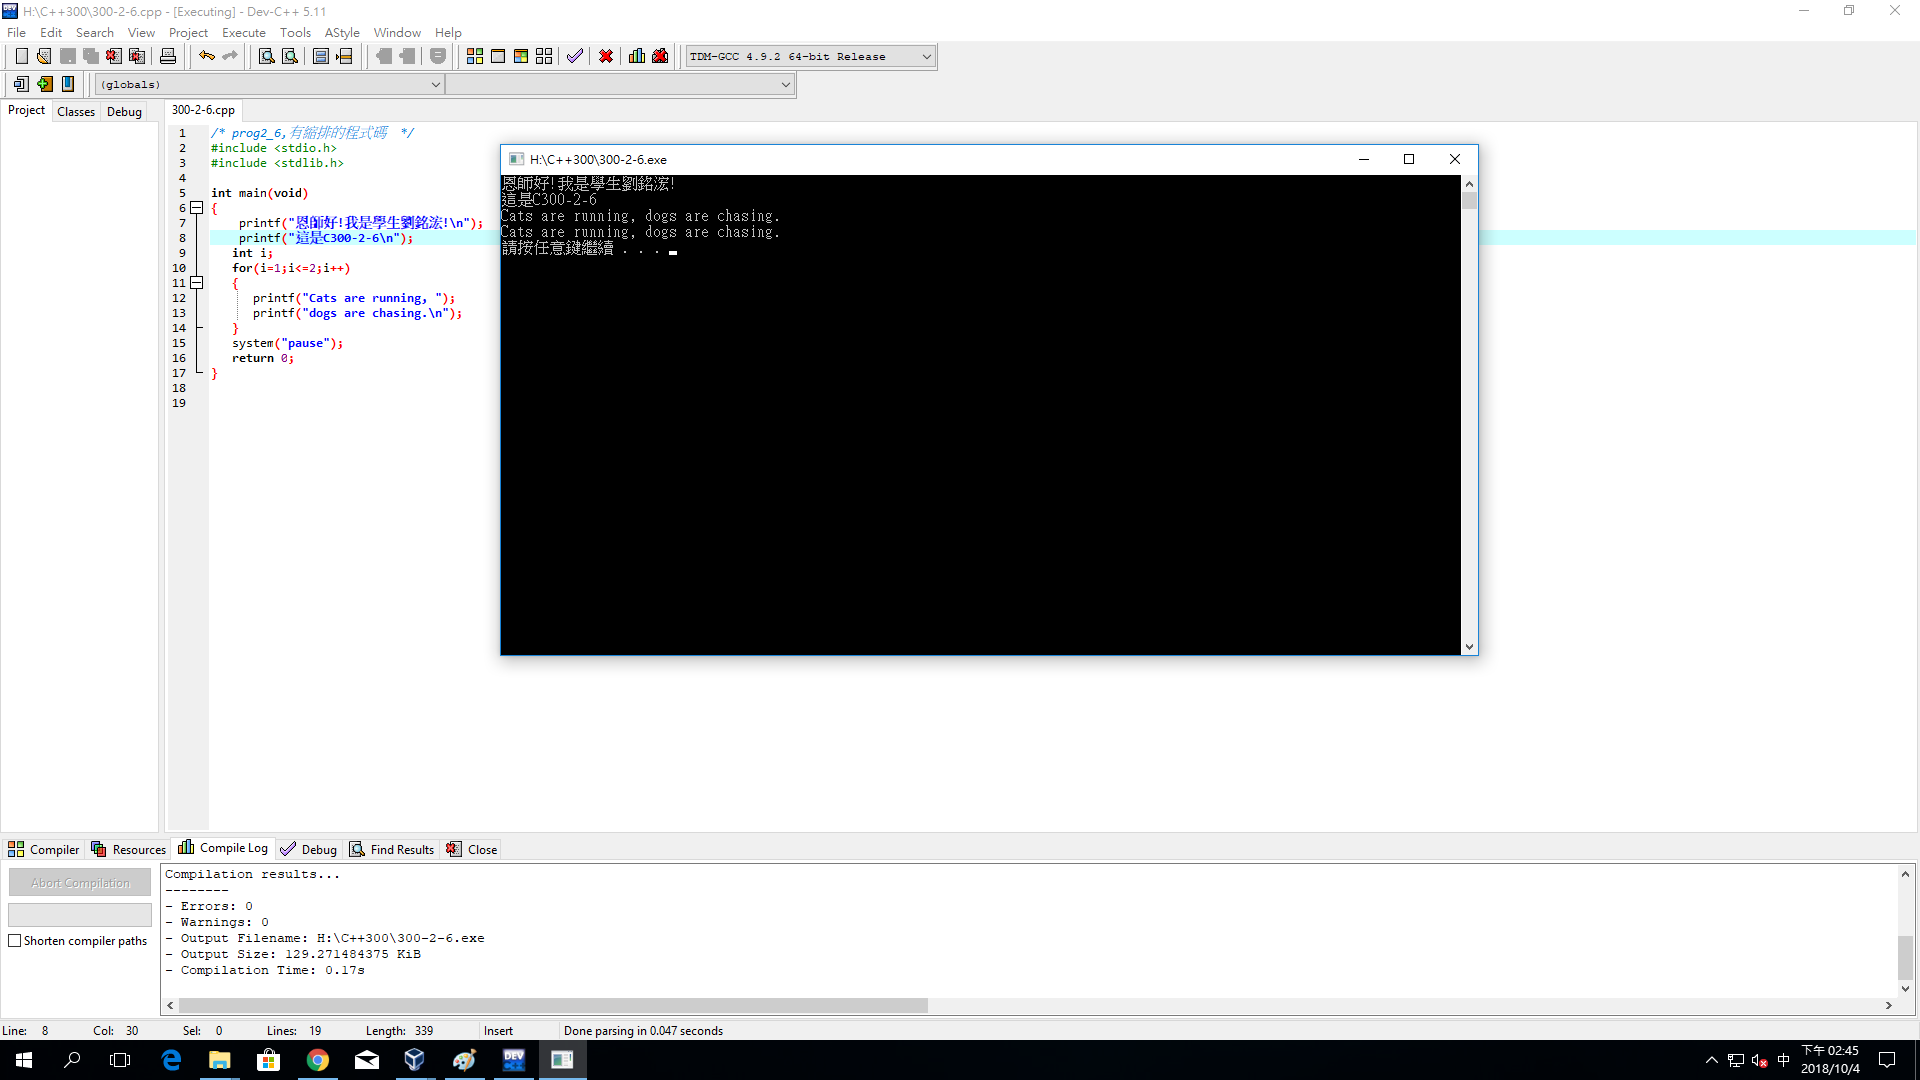 H:\C++300\300-2-6.cpp - [Executing] - Dev-C++ 5.11
File Edit Search View Project Execute Tools AStyle Window Help
TDM-GCC 4.9.2 64-bit Release
(globals)
Project Classes Debug
300-2-6.cpp
1 /* prog2_6,有縮排的程式碼 */
2 #include <stdio.h>
3 #include <stdlib.h>
4
5 int main(void)
6 {
7 printf("恩師好!我是學生劉銘浤!\n");
8 printf("這是C300-2-6\n");
9 int i;
10 for(i=1;i<=2;i++)
11 {
12 printf("Cats are running, ");
13 printf("dogs are chasing.\n");
14 }
15 system("pause");
16 return 0;
17 }
18
19
H:\C++300\300-2-6.exe
恩師好!我是學生劉銘浤!
這是C300-2-6
Cats are running, dogs are chasing.
Cats are running, dogs are chasing.
請按任意鍵繼續 . . .
Compiler Resources Compile Log Debug Find Results Close
Abort Compilation
Shorten compiler paths
Compilation results...
--------
- Errors: 0
- Warnings: 0
- Output Filename: H:\C++300\300-2-6.exe
- Output Size: 129.271484375 KiB
- Compilation Time: 0.17s
Line: 8 Col: 30 Sel: 0 Lines: 19 Length: 339 Insert Done parsing in 0.047 seconds
DEV
中
下午 02:45
2018/10/4